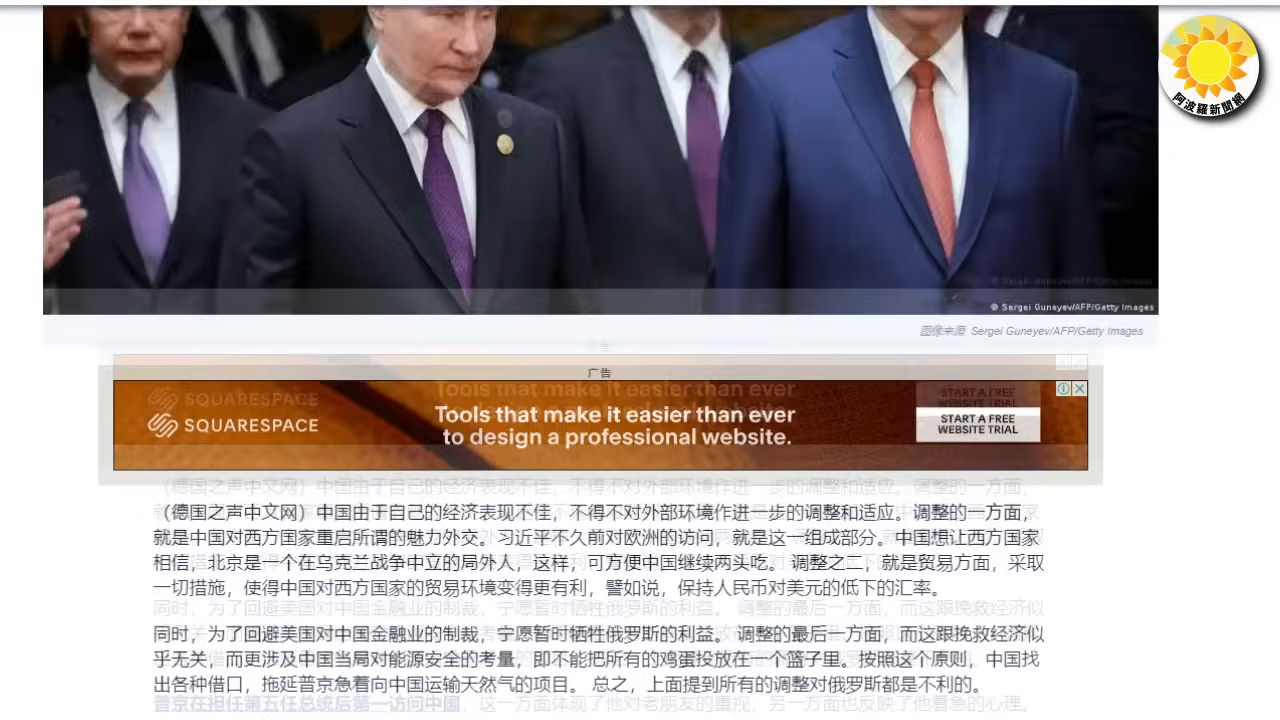 阿波羅新聞網
© Sergei Guneyev/AFP/Getty Images
图像来源 Sergei Guneyev/AFP/Getty Images
广告
SQUARESPACE
Tools that make it easier than ever
to design a professional website.
START A FREE
WEBSITE TRIAL
（德国之声中文网）中国由于自己的经济表现不佳，不得不对外部环境作进一步的调整和适应。调整的一方面，
就是中国对西方国家重启所谓的魅力外交。习近平不久前对欧洲的访问，就是这一组成部分。中国想让西方国家
相信，北京是一个在乌克兰战争中立的局外人，这样，可方便中国继续两头吃。 调整之二，就是贸易方面，采取
一切措施，使得中国对西方国家的贸易环境变得更有利，譬如说，保持人民币对美元的低下的汇率。
同时，为了回避美国对中国金融业的制裁，宁愿暂时牺牲俄罗斯的利益。 调整的最后一方面，而这跟挽救经济似
乎无关，而更涉及中国当局对能源安全的考量，即不能把所有的鸡蛋投放在一个篮子里。按照这个原则，中国找
出各种借口，拖延普京急着向中国运输天然气的项目。 总之，上面提到所有的调整对俄罗斯都是不利的。
普京在担任第五任总统后第一访问中国，这一方面体现了他对老朋友的重视，另一方面也反映了他着急的心理。